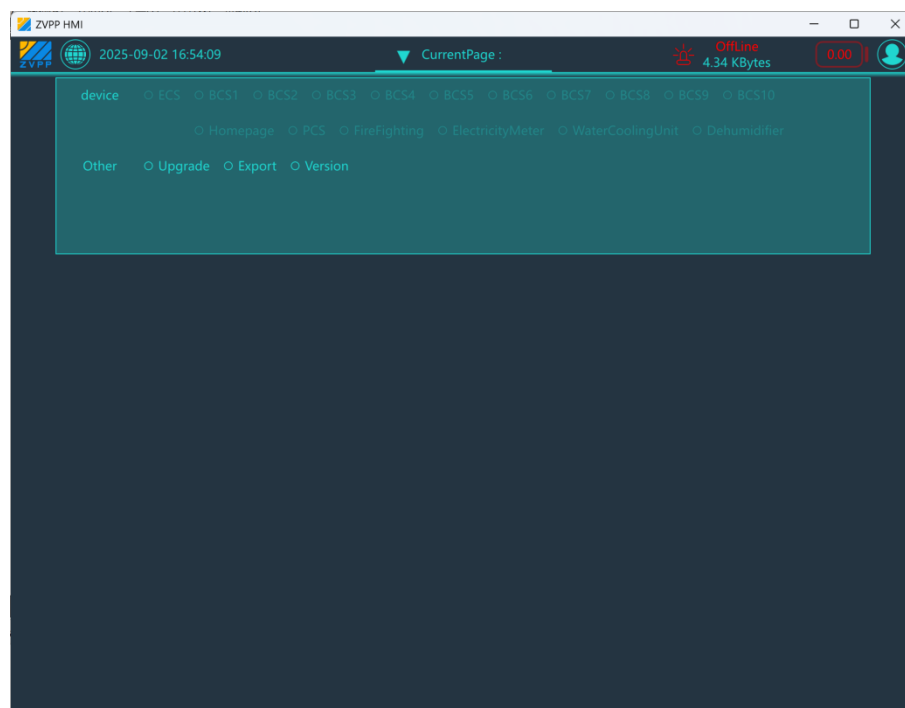 ZVPP HMI
ZVPP
2025-09-02 16:54:09
CurrentPage :
OffLine
4.34 KBytes
0.00
device ECS BCS1 BCS2 BCS3 BCS4 BCS5 BCS6 BCS7 BCS8 BCS9 BCS10
Homepage PCS FireFighting ElectricityMeter WaterCoolingUnit Dehumidifier
Other Upgrade Export Version